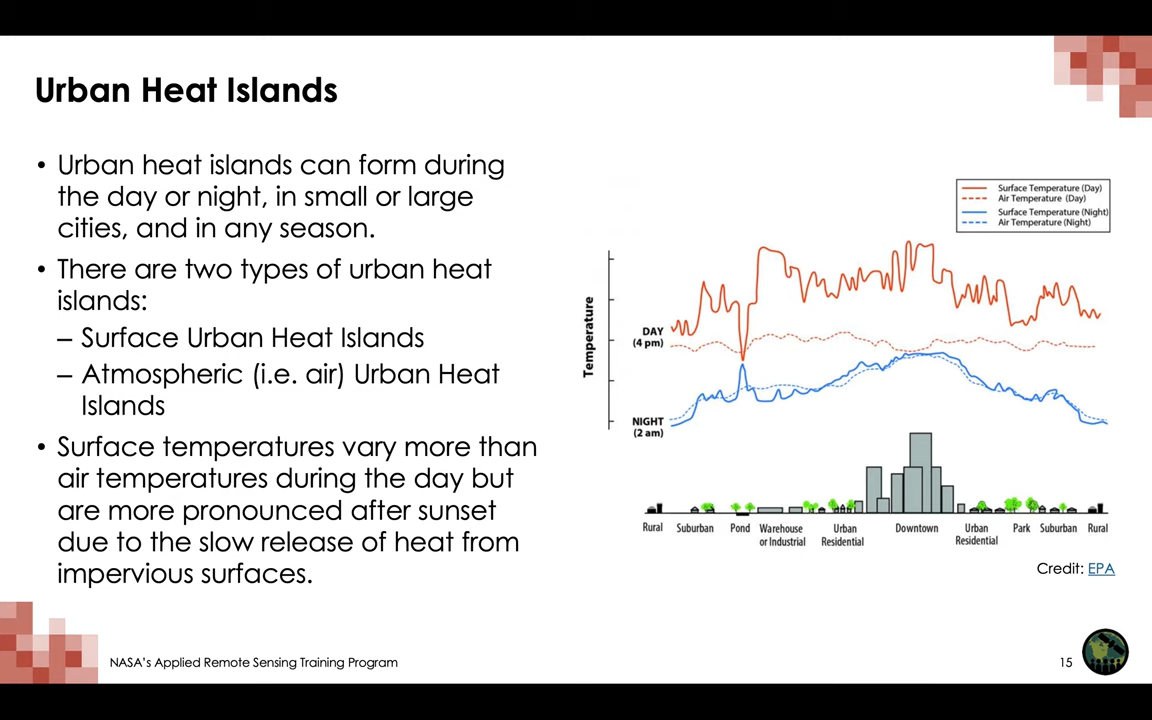 Urban Heat Islands
• Urban heat islands can form during
the day or night, in small or large
cities, and in any season.
• There are two types of urban heat
islands:
– Surface Urban Heat Islands
– Atmospheric (i.e. air) Urban Heat
Islands
• Surface temperatures vary more than
air temperatures during the day but
are more pronounced after sunset
due to the slow release of heat from
impervious surfaces.
Surface Temperature (Day)
Air Temperature (Day)
Surface Temperature (Night)
Air Temperature (Night)
Temperature
DAY
(4 pm)
NIGHT
(2 am)
Rural Suburban Pond Warehouse Urban Downtown Urban Park Suburban Rural
or Industrial Residential Residential
Credit: EPA
NASA's Applied Remote Sensing Training Program 15